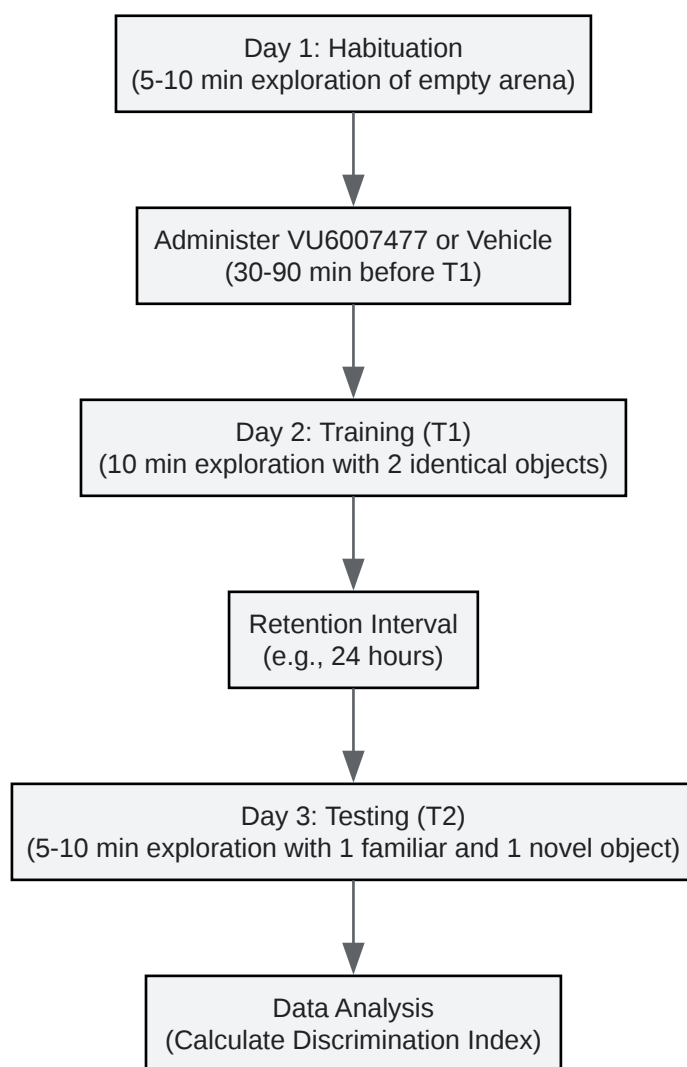 Day 1: Habituation
(5-10 min exploration of empty arena)
Administer VU6007477 or Vehicle
(30-90 min before T1)
Day 2: Training (T1)
(10 min exploration with 2 identical objects)
Retention Interval
(e.g., 24 hours)
Day 3: Testing (T2)
(5-10 min exploration with 1 familiar and 1 novel object)
Data Analysis
(Calculate Discrimination Index)